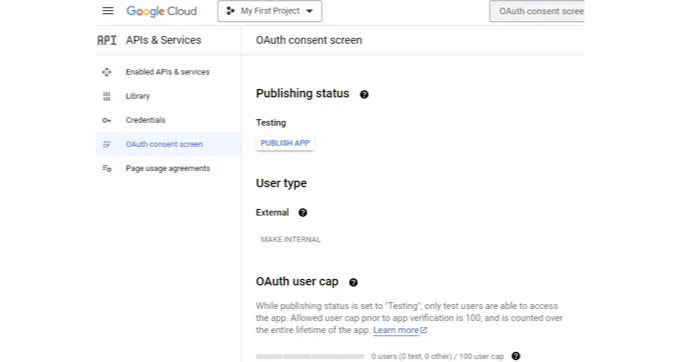 Google Cloud
My First Project
OAuth consent scree
API APIs & Services
OAuth consent screen
Enabled APIs & services
Library
Credentials
OAuth consent screen
Page usage agreements
Publishing status
Testing
PUBLISH APP
User type
External
MAKE INTERNAL
OAuth user cap
While publishing status is set to "Testing", only test users are able to access
the app. Allowed user cap prior to app verification is 100, and is counted over
the entire lifetime of the app. Learn more
0 users (0 test, 0 other) / 100 user cap